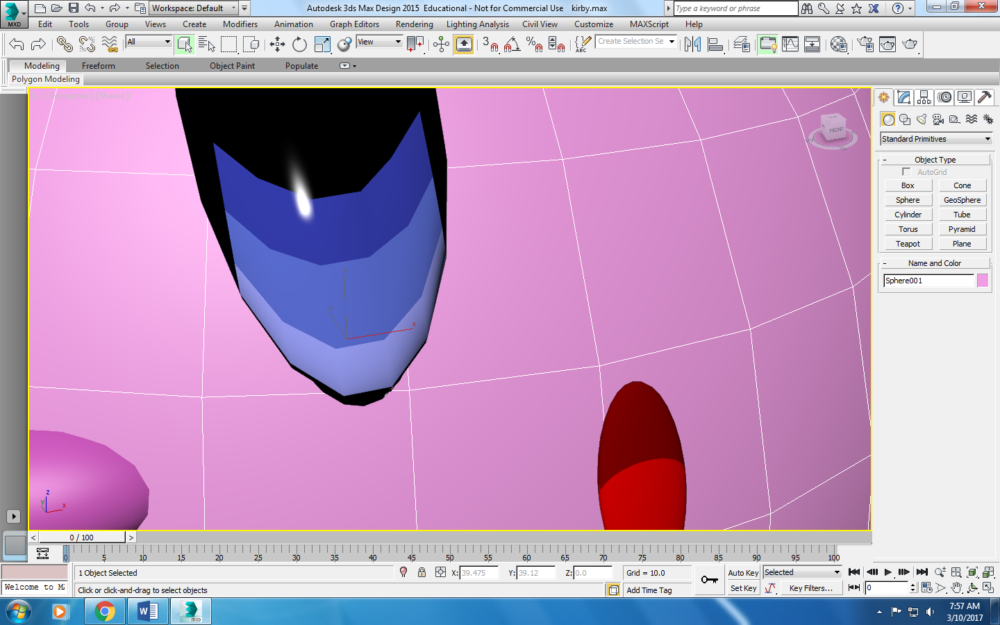 Workspace: Default
Autodesk 3ds Max Design 2015 Educational - Not for Commercial Use kirby.max
Type a keyword or phrase
MXD
Edit Tools Group Views Create Modifiers Animation Graph Editors Rendering Lighting Analysis Civil View Customize MAXScript Help
All
View
3
ABC
Create Selection Se
Modeling Freeform Selection Object Paint Populate
Polygon Modeling
FRONT
Standard Primitives
- Object Type
AutoGrid
Box Cone
Sphere GeoSphere
Cylinder Tube
Torus Pyramid
Teapot Plane
- Name and Color
Sphere001
x
z
y
x
< 0 / 100 >
0 5 10 15 20 25 30 35 40 45 50 55 60 65 70 75 80 85 90 95 100
1 Object Selected X: 39.475 Y: 39.12 Z: 0.0 Grid = 10.0 Auto Key Selected
Welcome to MA
Click or click-and-drag to select objects Add Time Tag Set Key Key Filters... 0
MXD
7:57 AM
3/10/2017